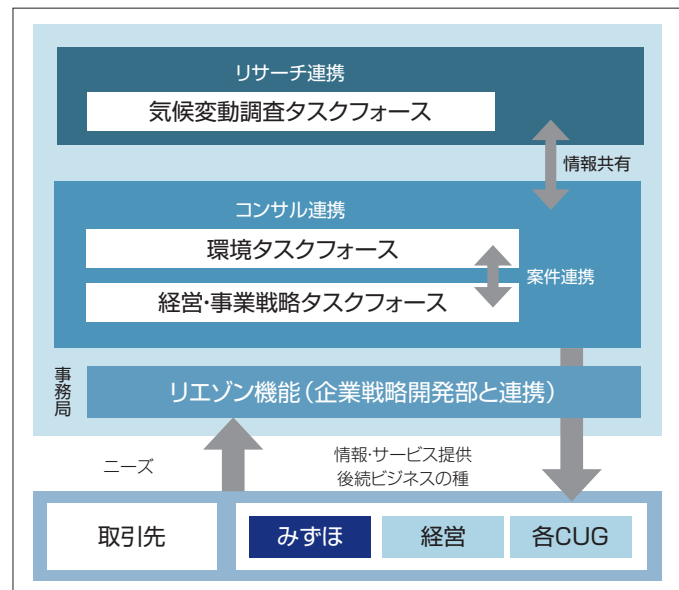 リサーチ連携
気候変動調査タスクフォース
情報共有
コンサル連携
環境タスクフォース
案件連携
経営・事業戦略タスクフォース
事務局
リエゾン機能(企業戦略開発部と連携)
ニーズ
情報・サービス提供
後続ビジネスの種
取引先
みずほ
経営
各CUG